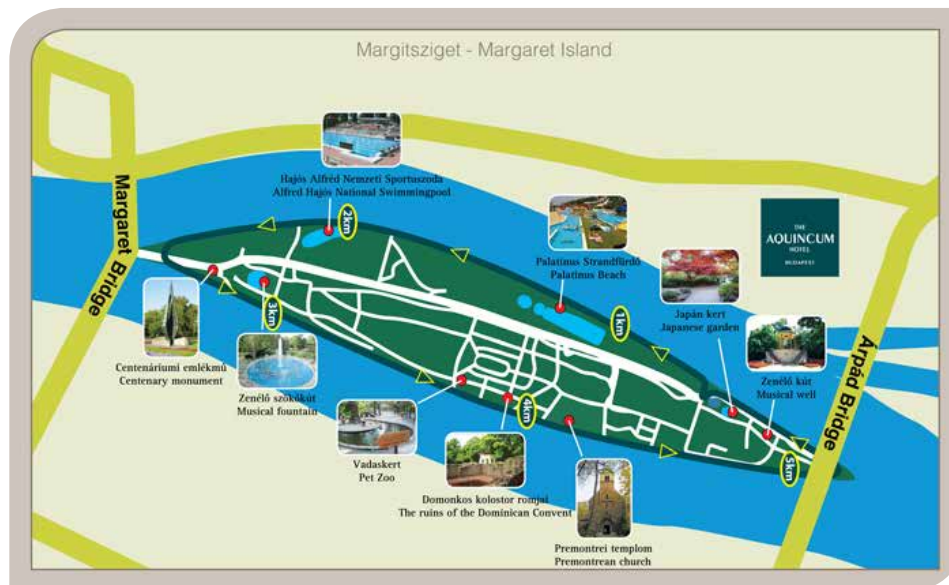 Margitsziget - Margaret Island
Hajós Alfréd Nemzeti Sportuszoda
Alfred Hajós National Swimmingpool
Margaret Bridge
2km
Palatinus Strandfürdő
Palatinus Beach
THE
AQUINCUM
HOTEL
BUDAPEST
Japán kert
Japanese garden
1km
3km
Centenáriumi emlékmű
Centenary monument
Zenélő szökőkút
Musical fountain
Zenélő kút
Musical well
Árpád Bridge
4km
5km
Vadaskert
Pet Zoo
Domonkos kolostor romjai
The ruins of the Dominican Convent
Premontrei templom
Premontrean church